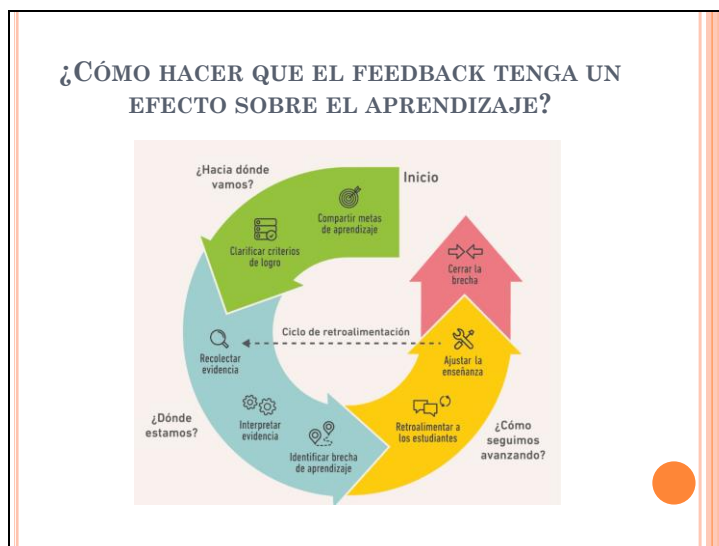 ¿CÓMO HACER QUE EL FEEDBACK TENGA UN
EFECTO SOBRE EL APRENDIZAJE?
¿Hacia dónde
vamos?
Inicio
Compartir metas
de aprendizaje
Clarificar criterios
de logro
Cerrar la
brecha
Ciclo de retroalimentación
Recolectar
evidencia
Ajustar la
enseñanza
¿Dónde
estamos?
Interpretar
evidencia
Identificar brecha
de aprendizaje
Retroalimentar a
los estudiantes
¿Cómo
seguimos
avanzando?